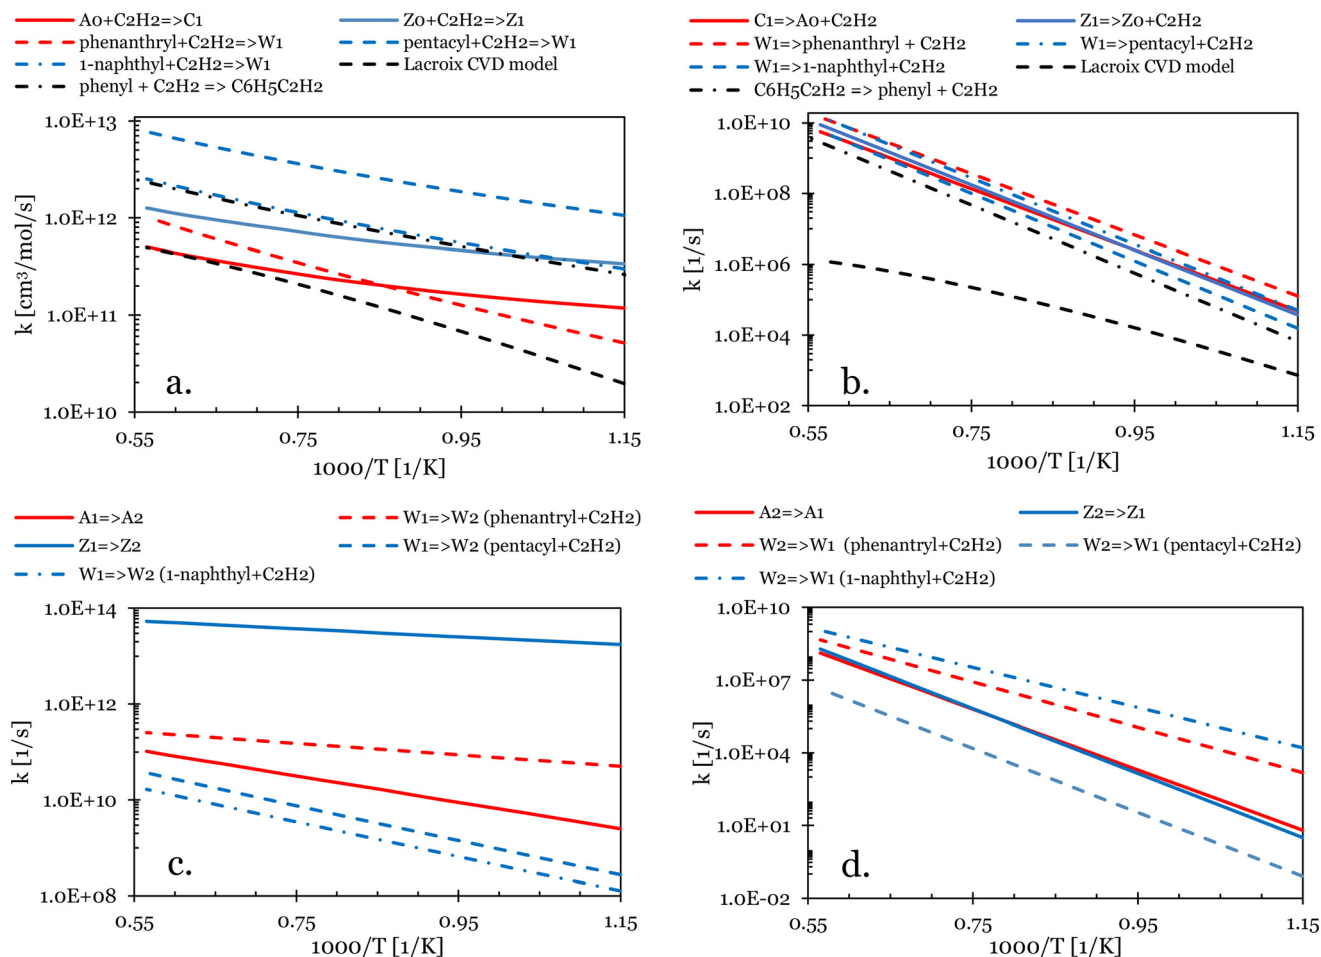 A0+C2H2=>C1
Z0+C2H2=>Z1
phenanthryl+C2H2=>W1
pentacyl+C2H2=>W1
1-naphthyl+C2H2=>W1
Lacroix CVD model
phenyl + C2H2 => C6H5C2H2
1.0E+13
1.0E+12
1.0E+11
1.0E+10
k [cm³/mol/s]
a.
0.55
0.75
0.95
1.15
1000/T [1/K]
C1=>A0+C2H2
Z1=>Z0+C2H2
W1=>phenanthryl + C2H2
W1=>pentacyl+C2H2
W1=>1-naphthyl+C2H2
Lacroix CVD model
C6H5C2H2 => phenyl + C2H2
1.0E+10
1.0E+08
1.0E+06
1.0E+04
1.0E+02
k [1/s]
b.
0.55
0.75
0.95
1.15
1000/T [1/K]
A1=>A2
W1=>W2 (phenantryl+C2H2)
Z1=>Z2
W1=>W2 (pentacyl+C2H2)
W1=>W2 (1-naphthyl+C2H2)
1.0E+14
1.0E+12
1.0E+10
1.0E+08
k [1/s]
c.
0.55
0.75
0.95
1.15
1000/T [1/K]
A2=>A1
Z2=>Z1
W2=>W1 (phenantryl+C2H2)
W2=>W1 (pentacyl+C2H2)
W2=>W1 (1-naphthyl+C2H2)
1.0E+10
1.0E+07
1.0E+04
1.0E+01
1.0E-02
k [1/s]
d.
0.55
0.75
0.95
1.15
1000/T [1/K]